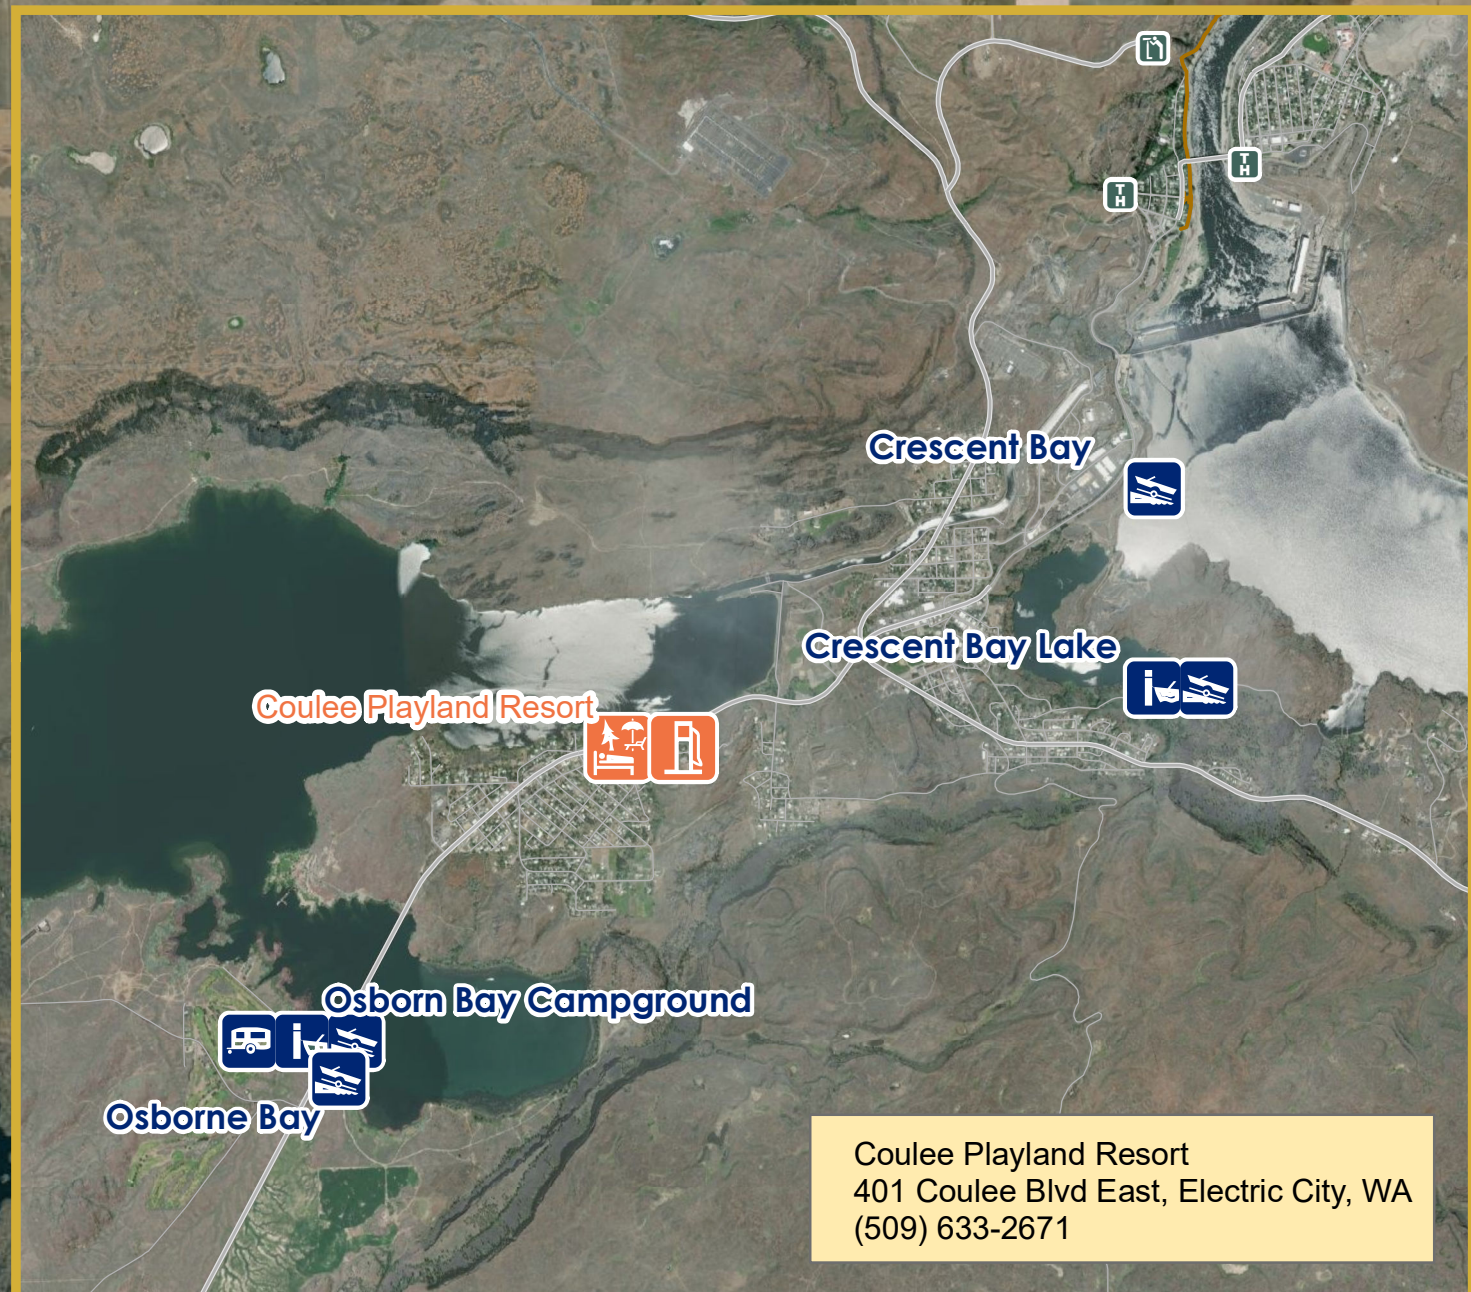 T
H
T
H
Crescent Bay
Crescent Bay Lake
Coulee Playland Resort
Osborn Bay Campground
Osborne Bay
Coulee Playland Resort
401 Coulee Blvd East, Electric City, WA
(509) 633-2671